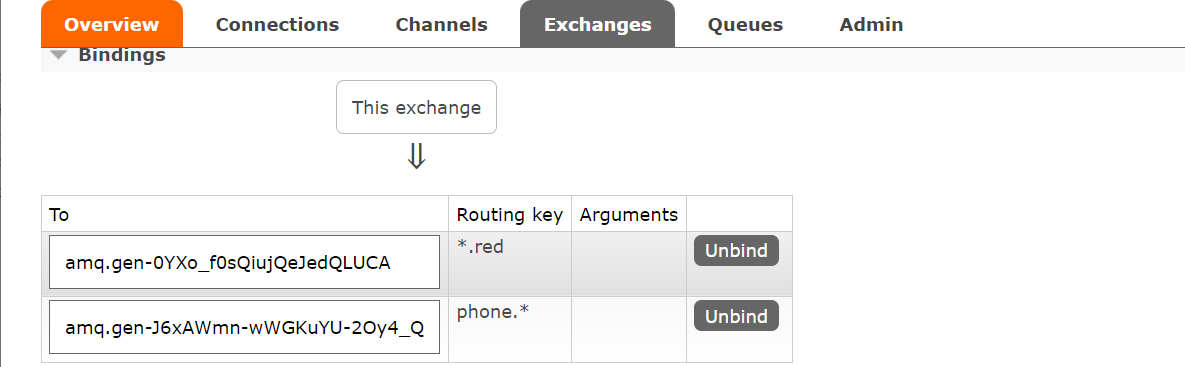 Overview Connections Channels Exchanges Queues Admin
Bindings
This exchange
⇓
To Routing key Arguments
amq.gen-0YXo_f0sQiujQeJedQLUCA *.red Unbind
amq.gen-J6xAWmn-wWGKuYU-2Oy4_Q phone.* Unbind